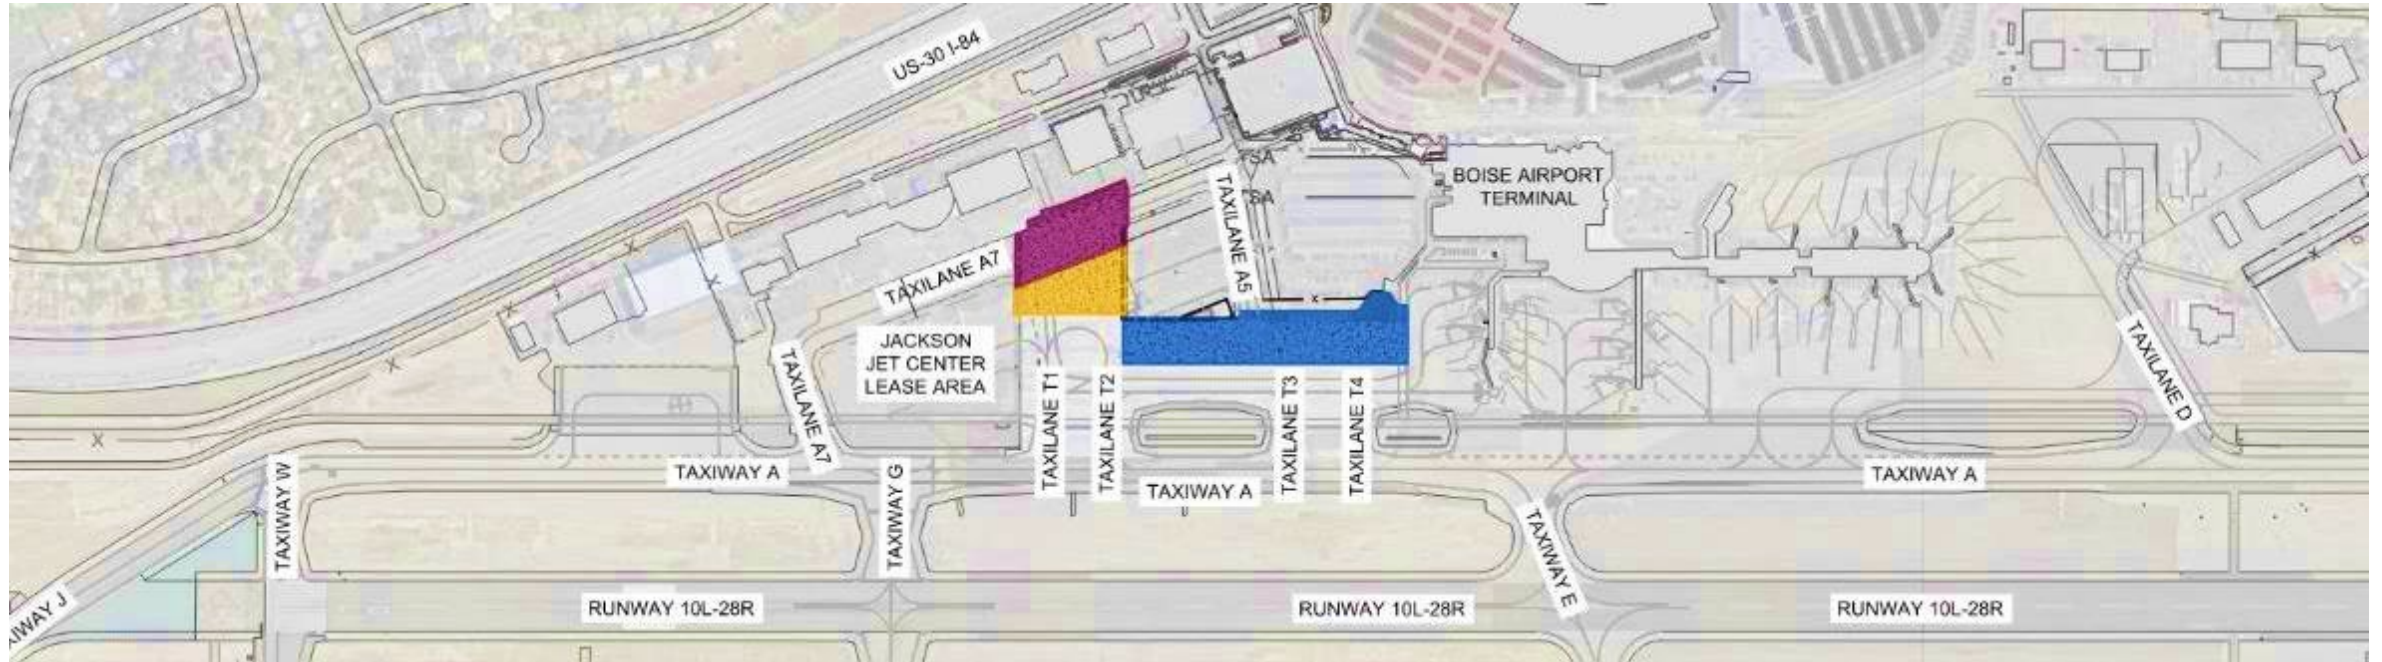 US-30 I-84
TSA
TSA
BOISE AIRPORT
TERMINAL
TAXILANE A5
TAXILANE A7
JACKSON
JET CENTER
LEASE AREA
TAXILANE A7
TAXILANE T1
TAXILANE T2
TAXILANE T3
TAXILANE T4
TAXILANE D
TAXIWAY W
TAXIWAY A
TAXIWAY G
TAXIWAY A
TAXIWAY E
TAXIWAY A
IWAY J
RUNWAY 10L-28R
RUNWAY 10L-28R
RUNWAY 10L-28R